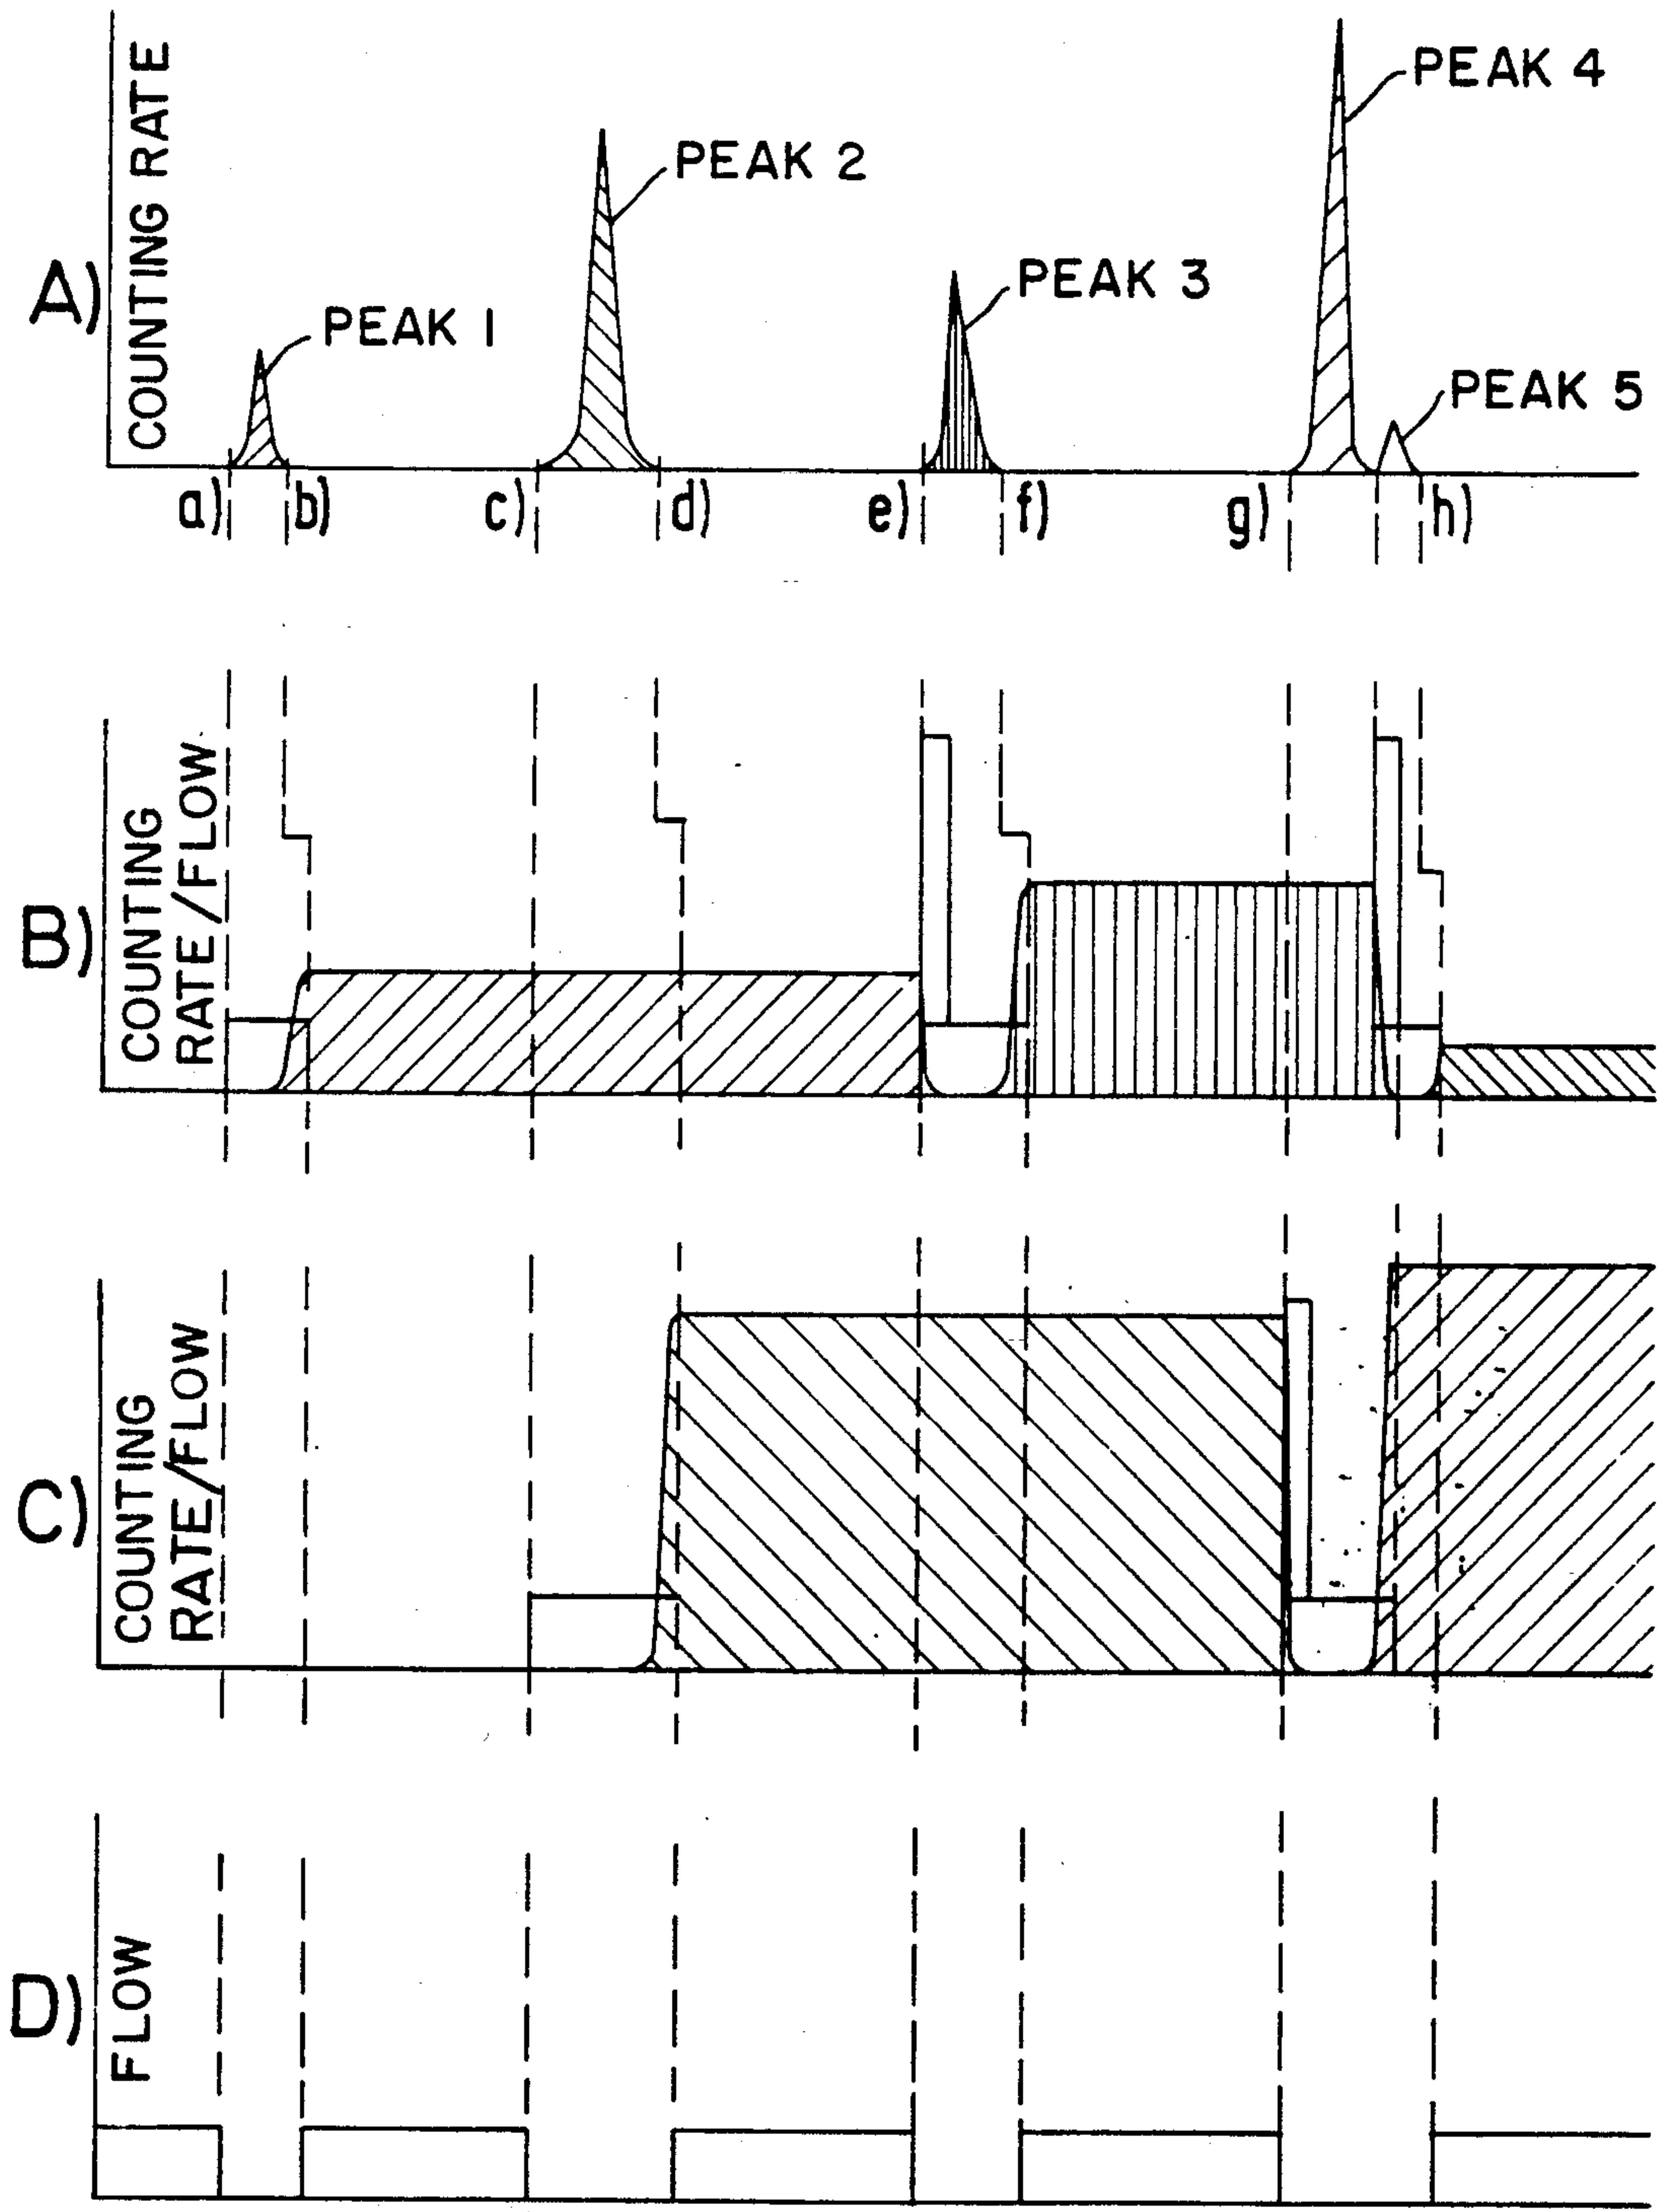 A)
COUNTING RATE
PEAK 1
PEAK 2
PEAK 3
PEAK 4
PEAK 5
a)
b)
c)
d)
e)
f)
g)
h)
B)
COUNTING
RATE/FLOW
C)
COUNTING
RATE/FLOW
D)
FLOW